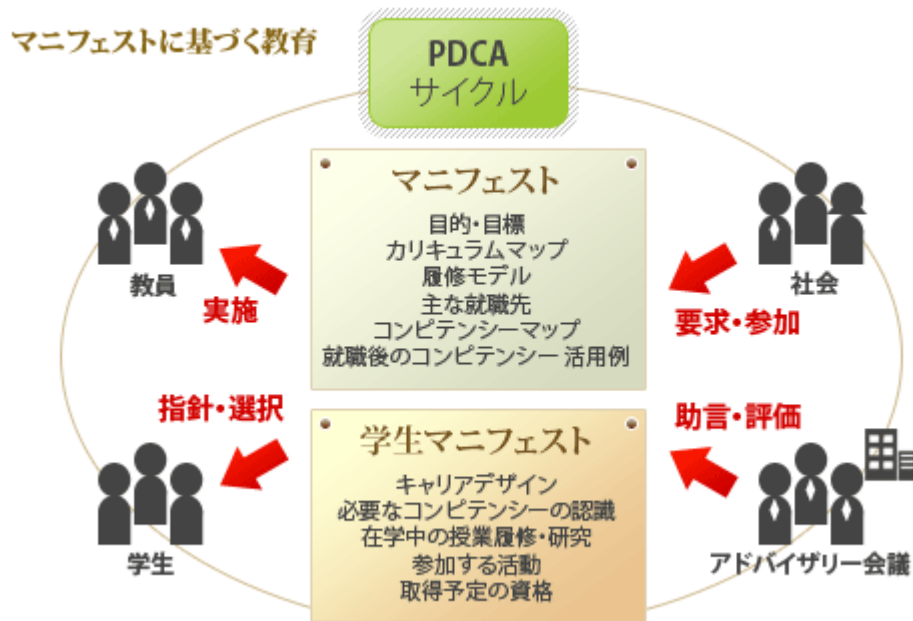 マニフェストに基づく教育
PDCA
サイクル
マニフェスト
目的・目標
カリキュラムマップ
履修モデル
主な就職先
コンピテンシーマップ
就職後のコンピテンシー 活用例
教員
実施
社会
要求・参加
指針・選択
学生
学生マニフェスト
キャリアデザイン
必要なコンピテンシーの認識
在学中の授業履修・研究
参加する活動
取得予定の資格
助言・評価
アドバイザリー会議